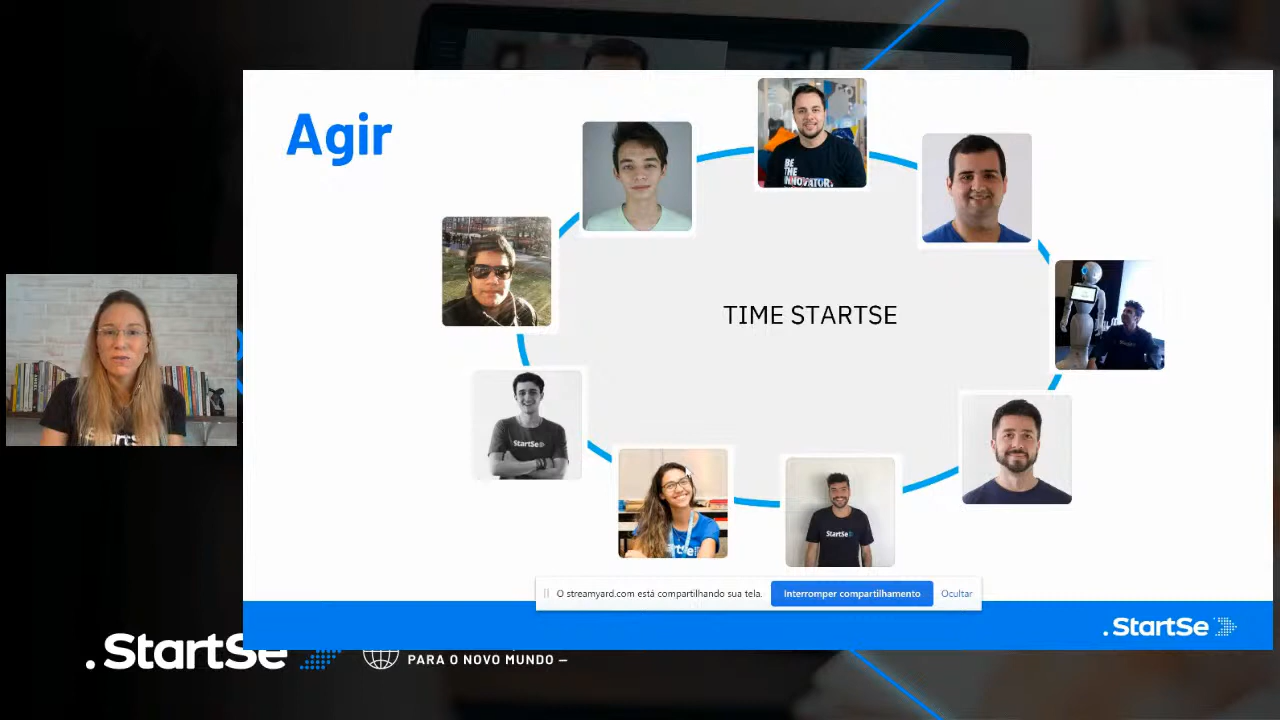 Agir
BE
THE
INNOVATOR
TIME STARTSE
StartSe
StartSe
StartSe
O streamyard.com está compartilhando sua tela.
Interromper compartilhamento
Ocultar
.StartSe
.StartSe
PARA O NOVO MUNDO –